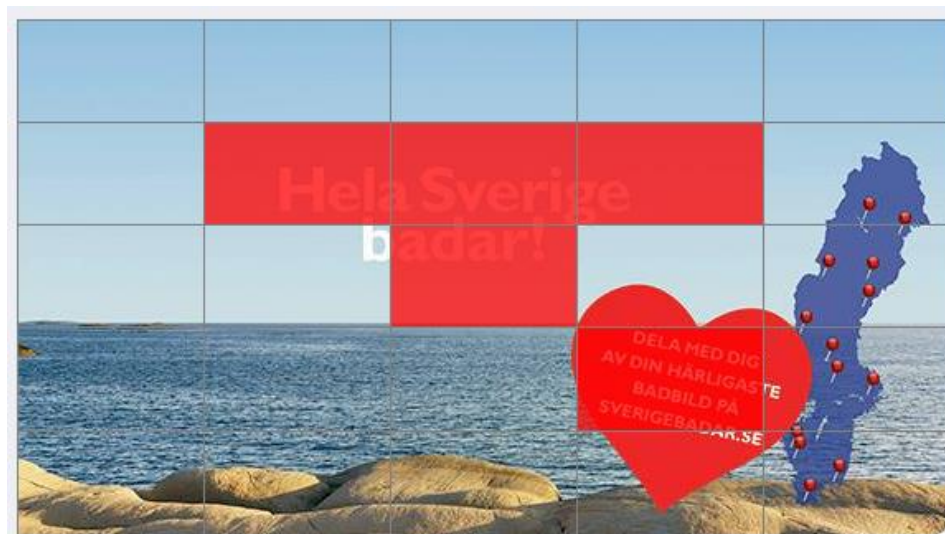 Hela Sverige
badar!
DELA MED DIG
AV DIN HÄRLIGASTE
BADBILD PÅ
SVERIGEBADAR.SE